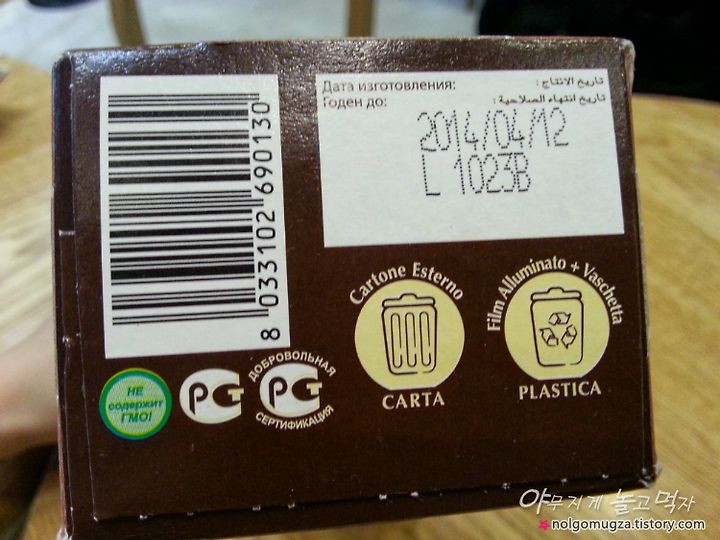 8 033102 690130
Дата изготовления:
Годен до:
تاريخ الانتاج :
تاريخ انتهاء الصلاحية :
2014/04/12
L 1023B
Cartone Esterno
CARTA
Film Alluminato + Vaschetta
PLASTICA
НЕ
содержит
ГМО!
РСТ
ДОБРОВОЛЬНАЯ
РСТ
СЕРТИФИКАЦИЯ
야무지게 놀고먹자
nolgomugza.tistory.com